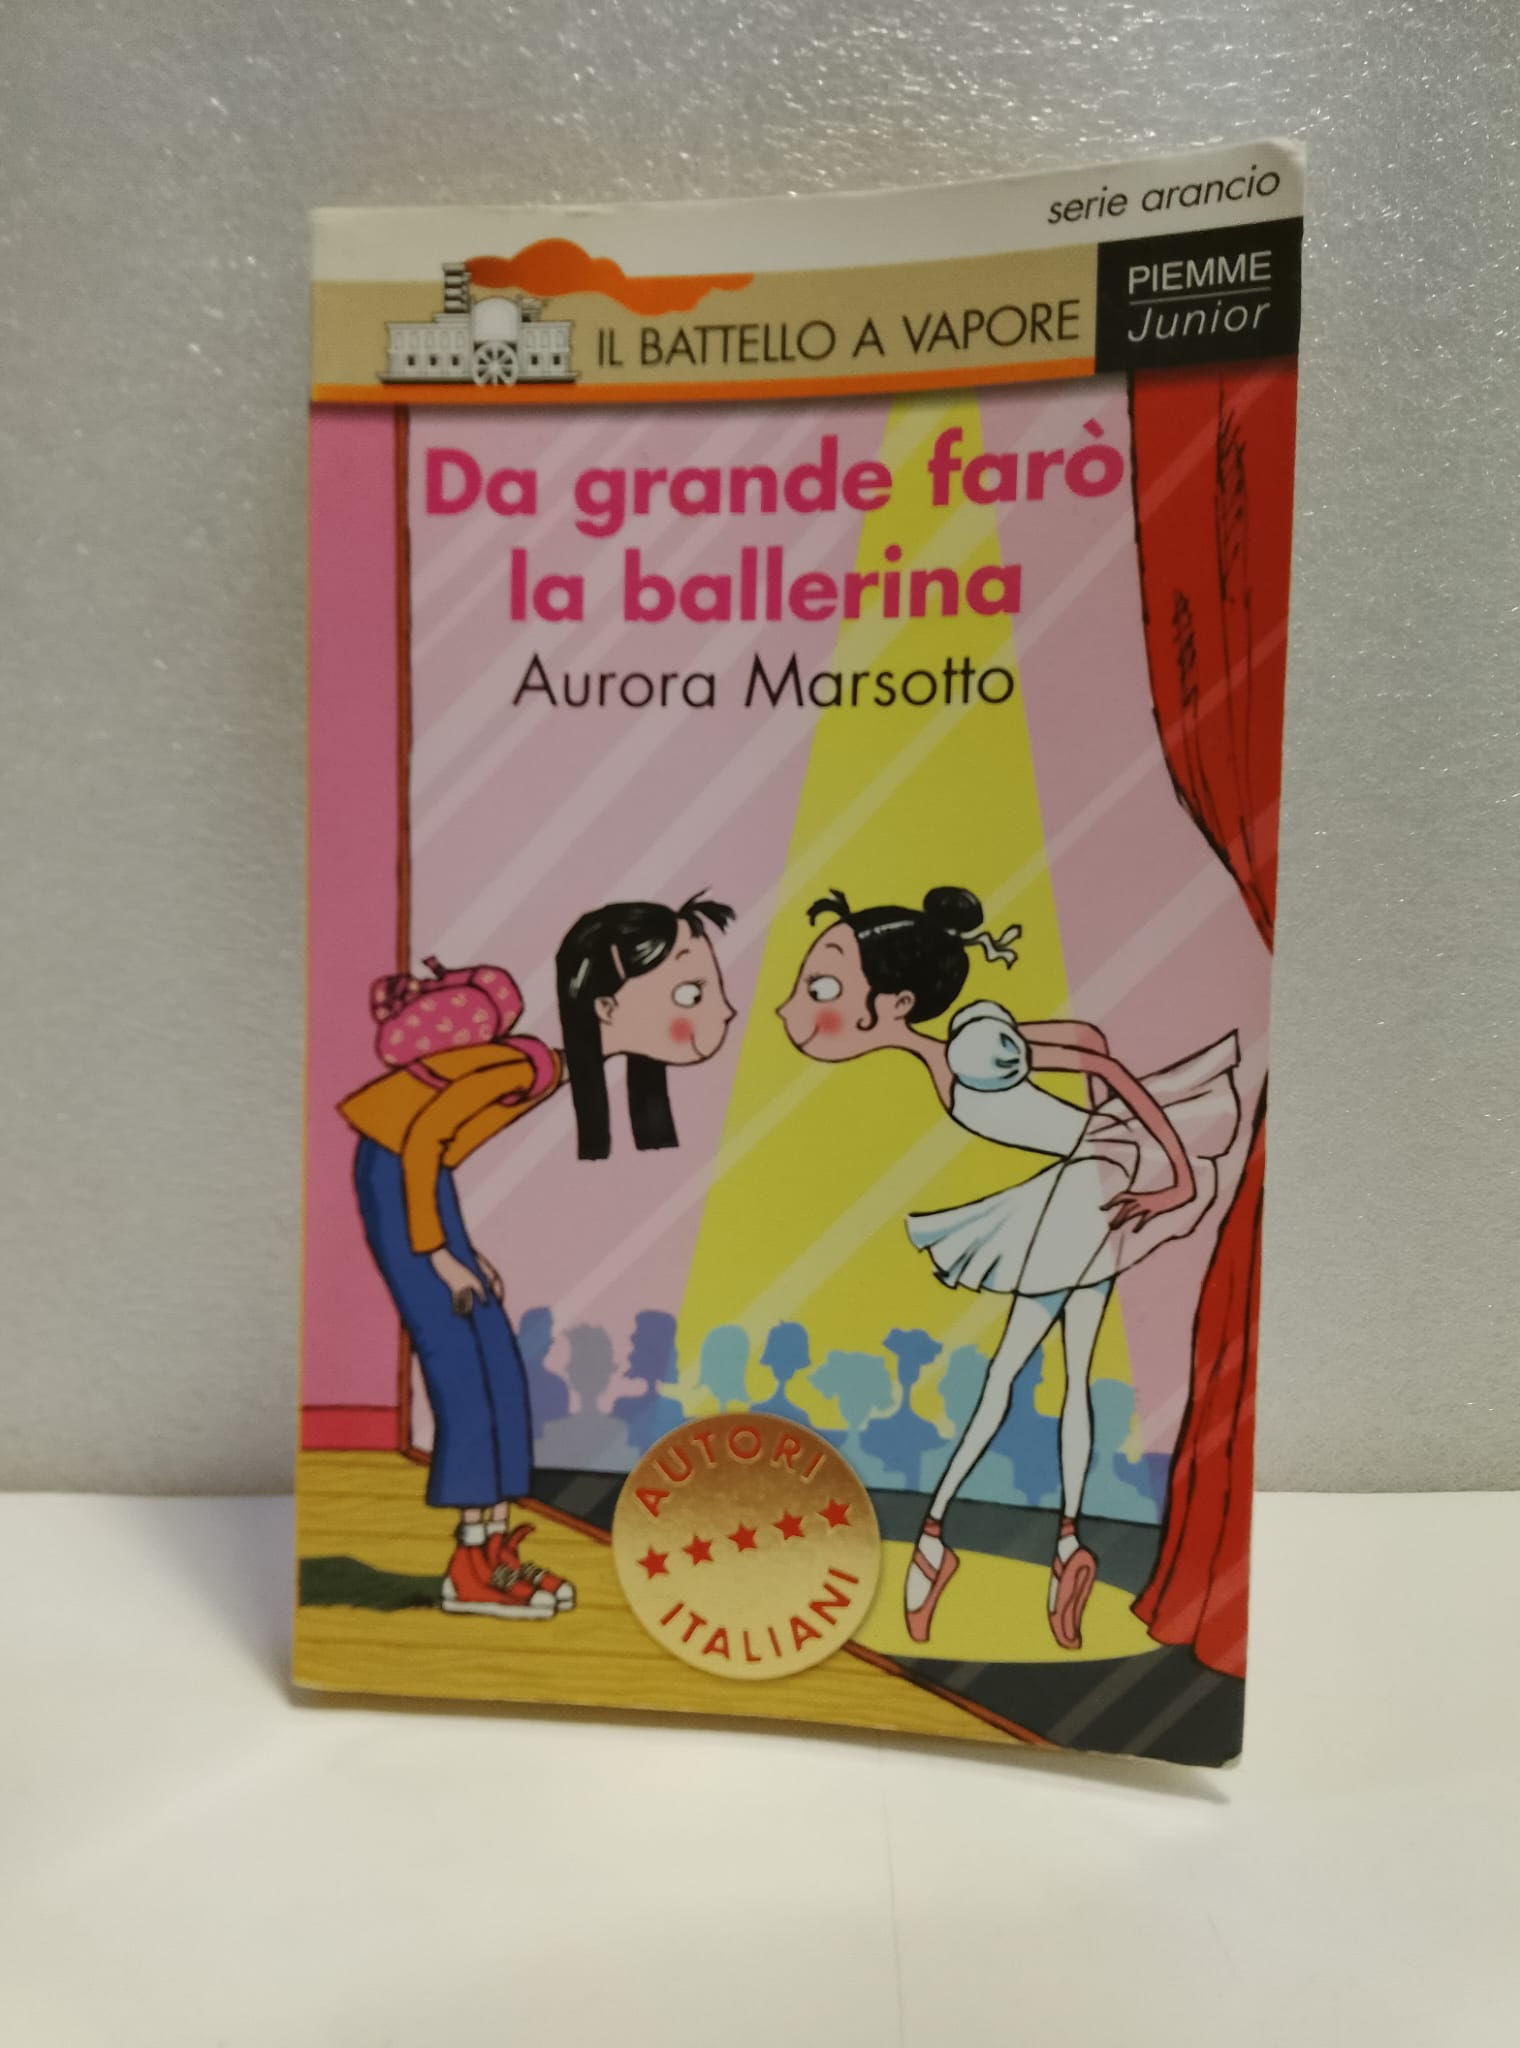 serie arancio
IL BATTELLO A VAPORE
PIEMME
Junior
Da grande farò
la ballerina
Aurora Marsotto
AUTORI
ITALIANI